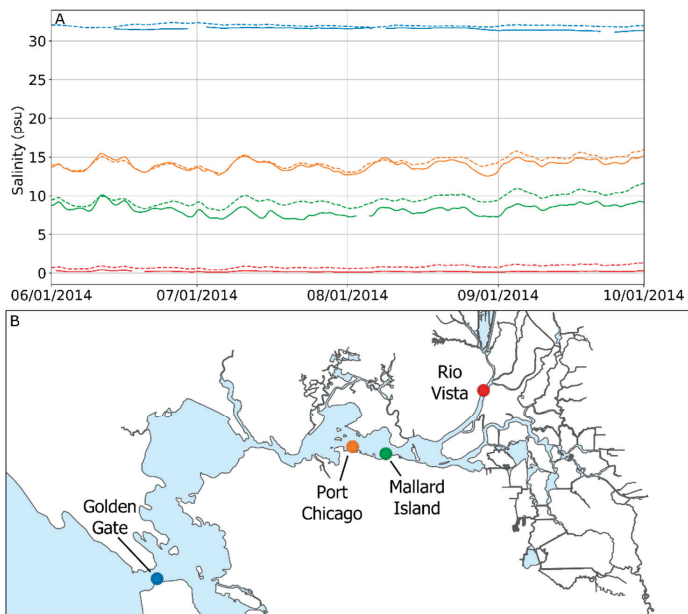 A
Salinity (psu)
30
25
20
15
10
5
0
06/01/2014
07/01/2014
08/01/2014
09/01/2014
10/01/2014
B
Rio
Vista
Port
Chicago
Mallard
Island
Golden
Gate